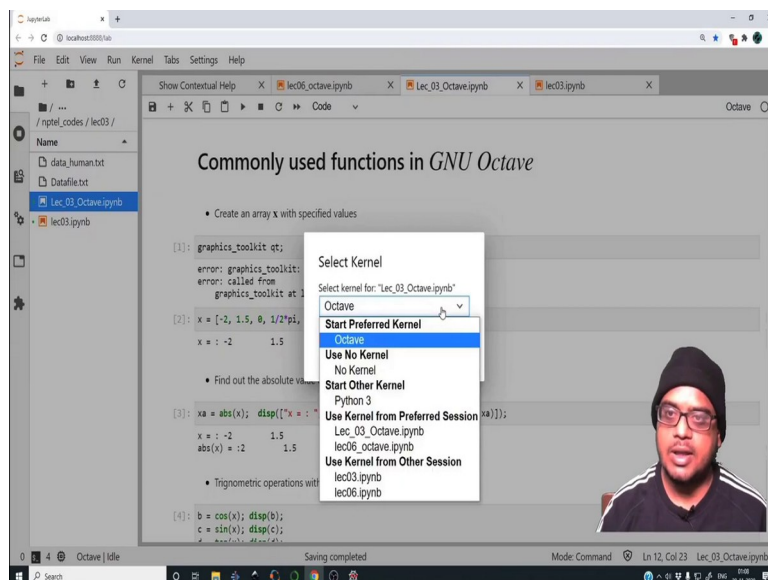 JupyterLab
localhost:8888/lab
File Edit View Run Kernel Tabs Settings Help
Show Contextual Help
lec06_octave.ipynb
Lec_03_Octave.ipynb
lec03.ipynb
Code
Octave
/ ...
/ nptel_codes / lec03 /
Name
data_human.txt
Datafile.txt
Lec_03_Octave.ipynb
lec03.ipynb
Commonly used functions in GNU Octave
• Create an array x with specified values
[1]: graphics_toolkit qt;
error: graphics_toolkit:
error: called from
graphics_toolkit at
[2]: x = [-2, 1.5, 0, 1/2*pi,
x = : -2 1.5
• Find out the absolute
[3]: xa = abs(x); disp(["x = : " xa)]);
x = : -2 1.5
abs(x) = :2 1.5
• Trignometric operations
[4]: b = cos(x); disp(b);
c = sin(x); disp(c);
Select Kernel
Select kernel for: "Lec_03_Octave.ipynb"
Octave
Start Preferred Kernel
Octave
Use No Kernel
No Kernel
Start Other Kernel
Python 3
Use Kernel from Preferred Session
Lec_03_Octave.ipynb
lec06_octave.ipynb
Use Kernel from Other Session
lec03.ipynb
lec06.ipynb
0 4 Octave | Idle
Saving completed
Mode: Command
Ln 12, Col 23
Lec_03_Octave.ipynb
Search
ENG
01:08